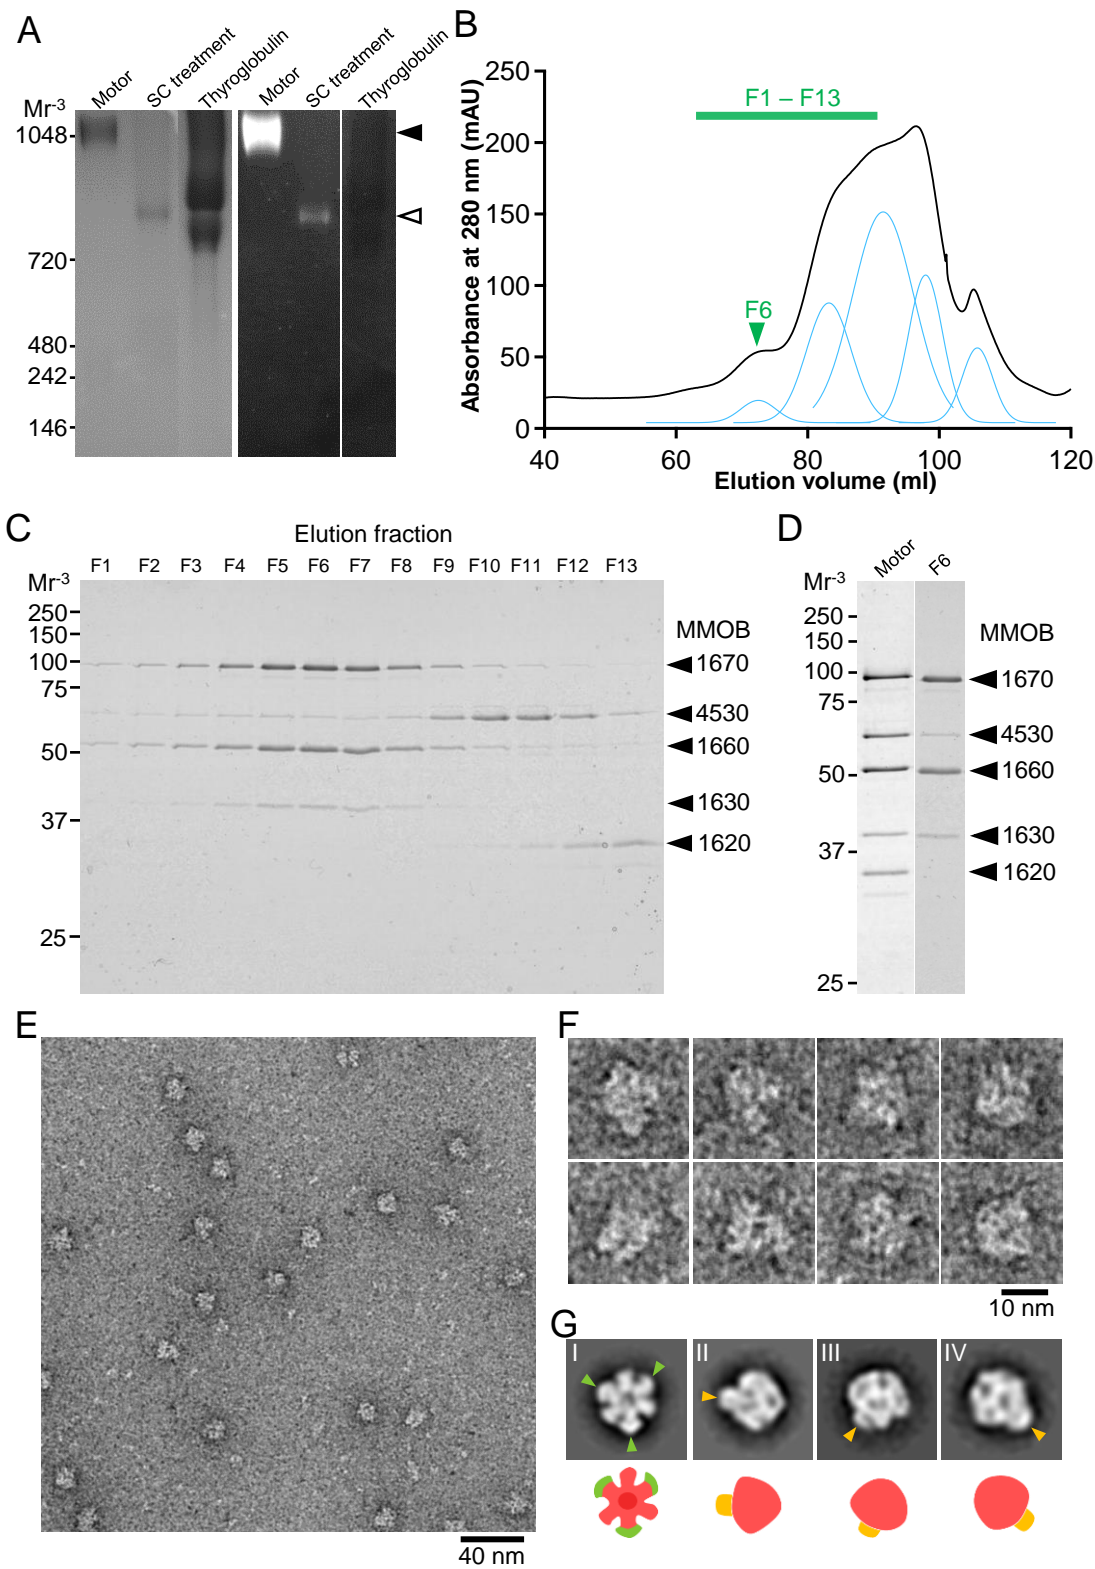 A
Motor
SC treatment
Thyroglobulin
Motor
SC treatment
Thyroglobulin
Mr-3
1048
720
480
242
146
B
Absorbance at 280 nm (mAU)
250
200
150
100
50
0
F1 – F13
F6
40
60
80
100
120
Elution volume (ml)
C
Elution fraction
F1 F2 F3 F4 F5 F6 F7 F8 F9 F10 F11 F12 F13
Mr-3
250
150
100
75
50
37
25
MMOB
1670
4530
1660
1630
1620
D
Motor
F6
Mr-3
250
150
100
75
50
37
25
MMOB
1670
4530
1660
1630
1620
E
40 nm
F
10 nm
G
I
II
III
IV